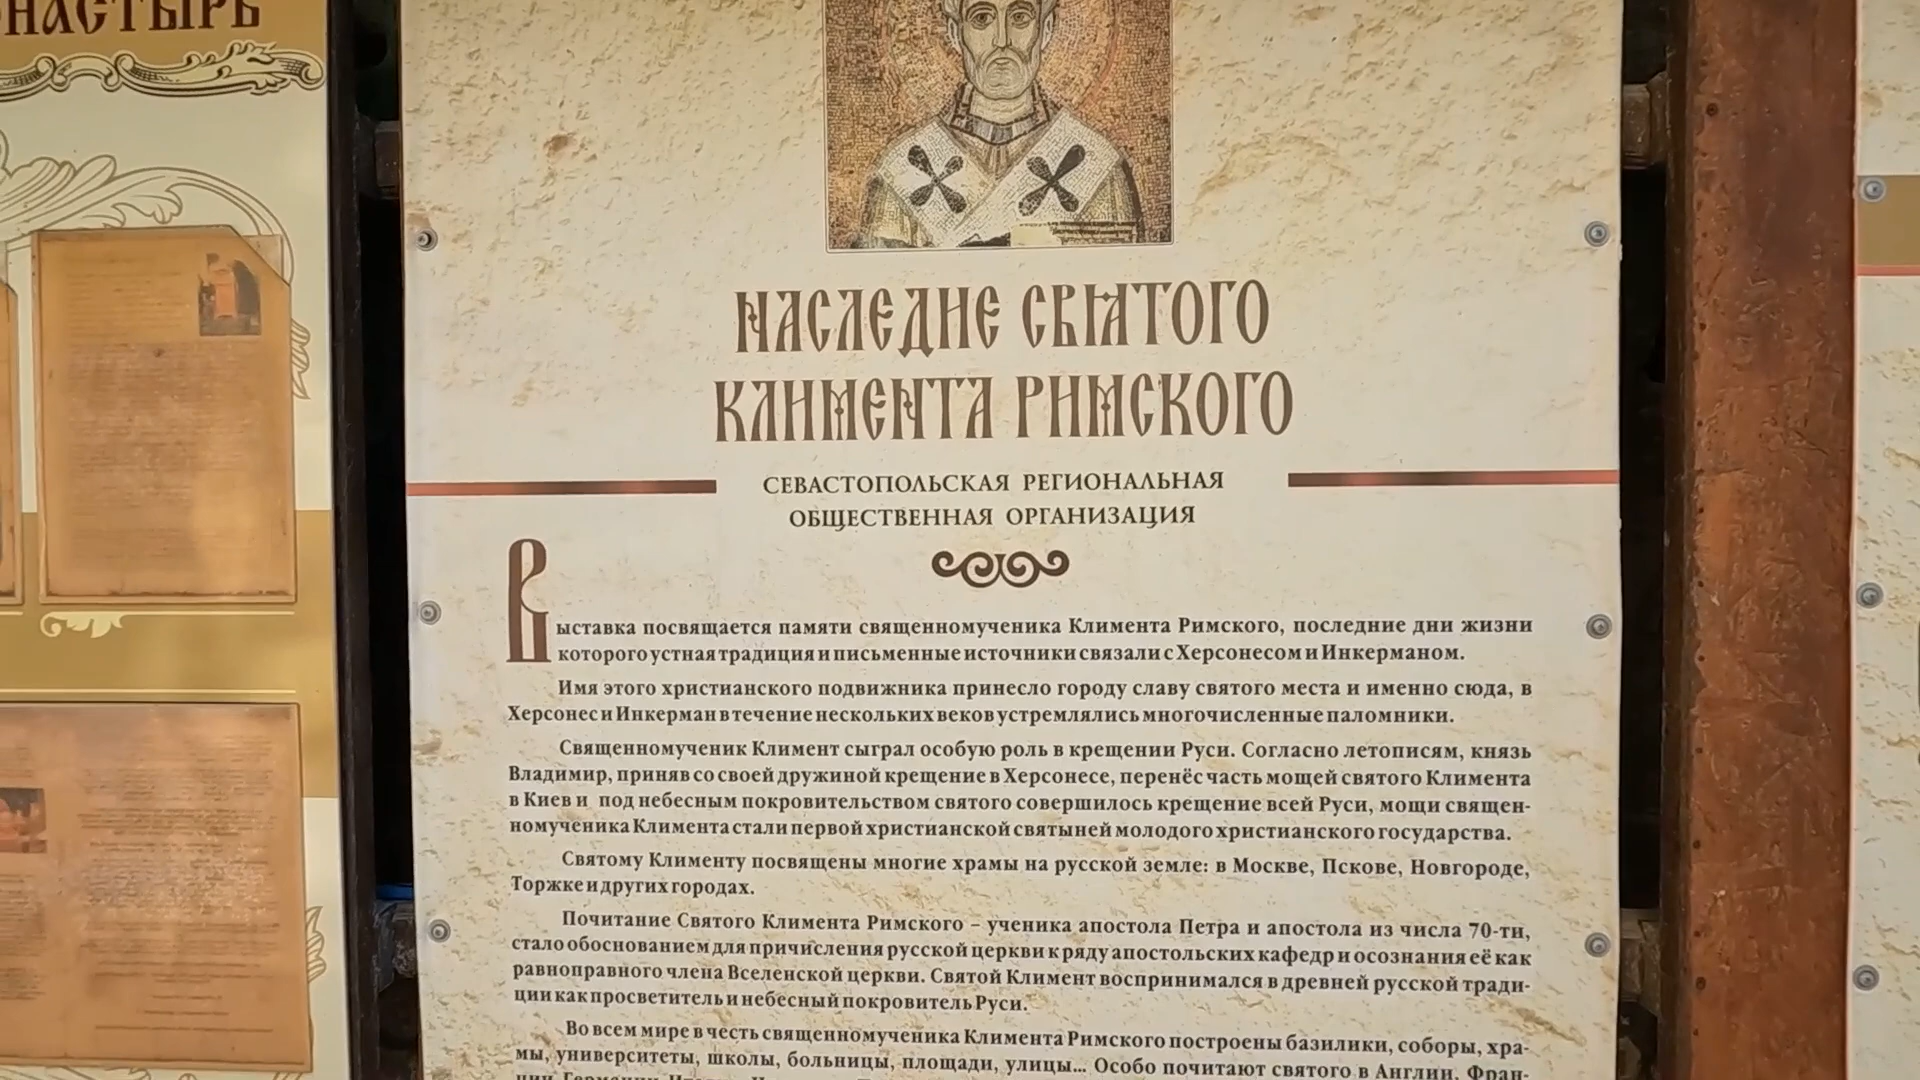 НАСТЫРЬ
НАСЛЕДИЕ СВЯТОГО
КЛИМЕНТА РИМСКОГО
СЕВАСТОПОЛЬСКАЯ РЕГИОНАЛЬНАЯ
ОБЩЕСТВЕННАЯ ОРГАНИЗАЦИЯ
Выставка посвящается памяти священномученика Климента Римского, последние дни жизни
которого устная традиция и письменные источники связали с Херсонесом и Инкерманом.
Имя этого христианского подвижника принесло городу славу святого места и именно сюда, в
Херсонес и Инкерман в течение нескольких веков устремлялись многочисленные паломники.
Священномученик Климент сыграл особую роль в крещении Руси. Согласно летописям, князь
Владимир, приняв со своей дружиной крещение в Херсонесе, перенёс часть мощей святого Климента
в Киев и под небесным покровительством святого совершилось крещение всей Руси, мощи священ-
номученика Климента стали первой христианской святыней молодого христианского государства.
Святому Клименту посвящены многие храмы на русской земле: в Москве, Пскове, Новгороде,
Торжке и других городах.
Почитание Святого Климента Римского – ученика апостола Петра и апостола из числа 70-ти,
стало обоснованием для причисления русской церкви к ряду апостольских кафедр и осознания её как
равноправного члена Вселенской церкви. Святой Климент воспринимался в древней русской тради-
ции как просветитель и небесный покровитель Руси.
Во всем мире в честь священномученика Климента Римского построены базилики, соборы, хра-
мы, университеты, школы, больницы, площади, улицы... Особо почитают святого в Англии, Фран-